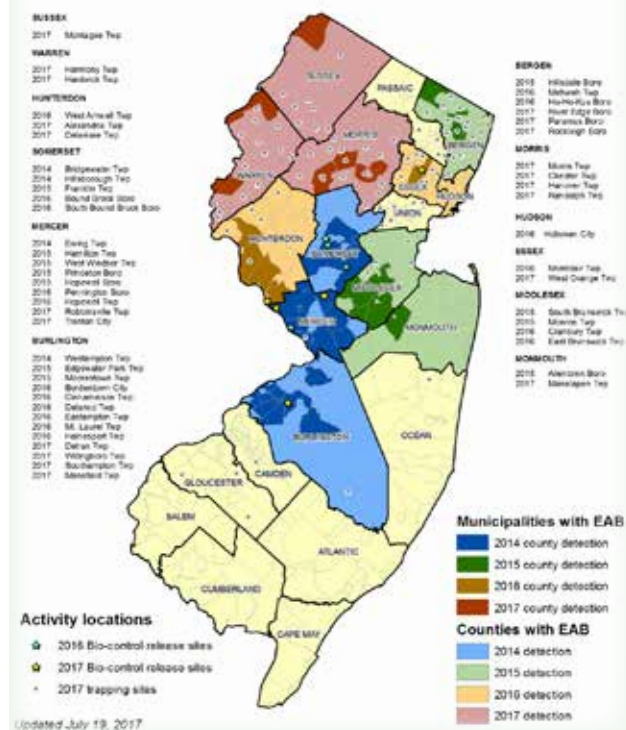 SUSSEX
2017 Montague Twp
WARREN
2017 Harmony Twp
2017 Hardwick Twp
HUNTERDON
2016 West Amwell Twp
2017 Alexandria Twp
2017 Delaware Twp
SOMERSET
2014 Bridgewater Twp
2014 Hillsborough Twp
2015 Franklin Twp
2016 Bound Brook Boro
2016 South Bound Brook Boro
MERCER
2014 Ewing Twp
2015 Hamilton Twp
2015 West Windsor Twp
2015 Princeton Boro
Hopewell Boro
Pennington Boro
2016 Hopewell Twp
2017 Robbinsville Twp
2017 Trenton City
BURLINGTON
2014 Westampton Twp
2015 Edgewater Park Twp
2015 Moorestown Twp
Bordentown City
2016 Cinnaminson Twp
Delanco Twp
2016 Eastampton Twp
2016 Mt. Laurel Twp
2016 Hainesport Twp
2017 Delran Twp
2017 Willingboro Twp
2017 Southampton Twp
2017 Mansfield Twp
BERGEN
2015 Hillsdale Boro
2016 Mahwah Twp
2016 Ho-Ho-Kus Boro
2017 River Edge Boro
2017 Paramus Boro
2017 Rockleigh Boro
MORRIS
2017 Morris Twp
2017 Chester Twp
2017 Hanover Twp
2017 Randolph Twp
HUDSON
2016 Hoboken City
ESSEX
2016 Montclair Twp
2017 West Orange Twp
MIDDLESEX
2015 South Brunswick
2015 Monroe Twp
2016 Cranbury Twp
2016 East Brunswick Twp
MONMOUTH
2015 Allentown Boro
2017 Manalapan Twp
SUSSEX
PASSAIC
BERGEN
WARREN
MORRIS
ESSEX
HUDSON
UNION
HUNTERDON
SOMERSET
MIDDLESEX
MERCER
MONMOUTH
BURLINGTON
OCEAN
CAMDEN
GLOUCESTER
SALEM
ATLANTIC
CUMBERLAND
CAPE MAY
Municipalities with EAB
2014 county detection
2015 county detection
2016 county detection
2017 county detection
Counties with EAB
2014 detection
2015 detection
2016 detection
2017 detection
Activity locations
2016 Bio-control release sites
2017 Bio-control release sites
2017 trapping sites
Updated July 19, 2017